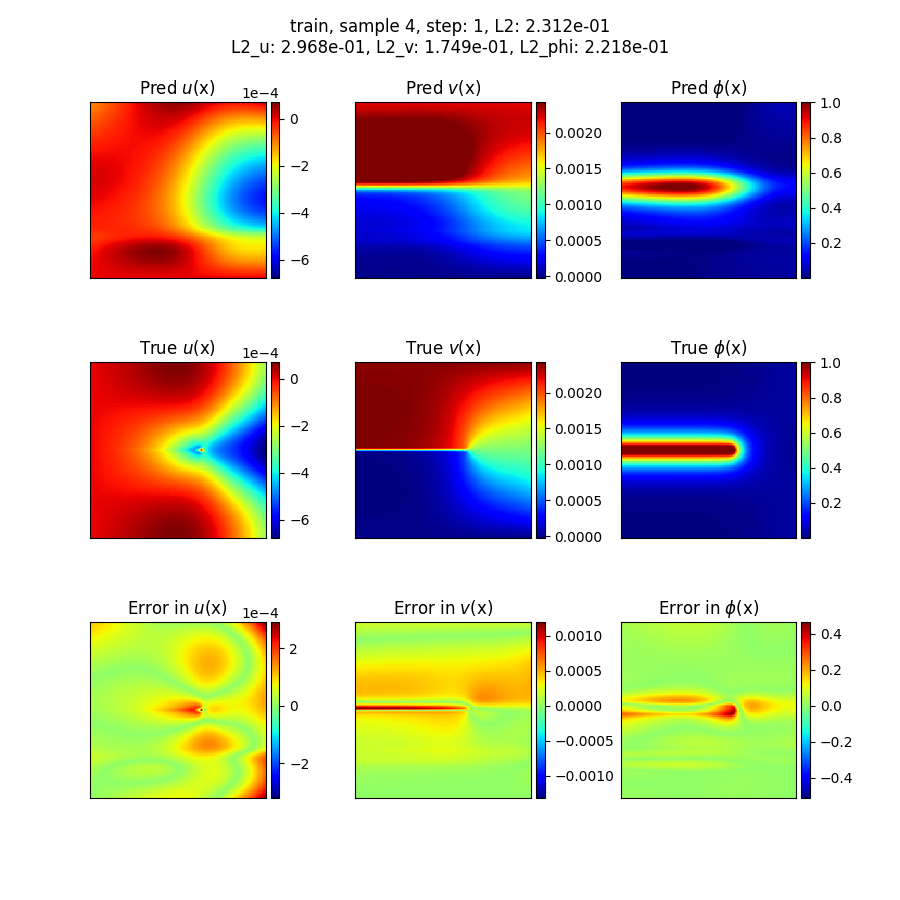 train, sample 4, step: 1, L2: 2.312e-01
L2_u: 2.968e-01, L2_v: 1.749e-01, L2_phi: 2.218e-01
Pred u(x)
1e−4
0
−2
−4
−6
Pred v(x)
0.0020
0.0015
0.0010
0.0005
0.0000
Pred ϕ(x)
1.0
0.8
0.6
0.4
0.2
True u(x)
1e−4
0
−2
−4
−6
True v(x)
0.0020
0.0015
0.0010
0.0005
0.0000
True ϕ(x)
1.0
0.8
0.6
0.4
0.2
Error in u(x)
1e−4
2
0
−2
Error in v(x)
0.0010
0.0005
0.0000
−0.0005
−0.0010
Error in ϕ(x)
0.4
0.2
0.0
−0.2
−0.4